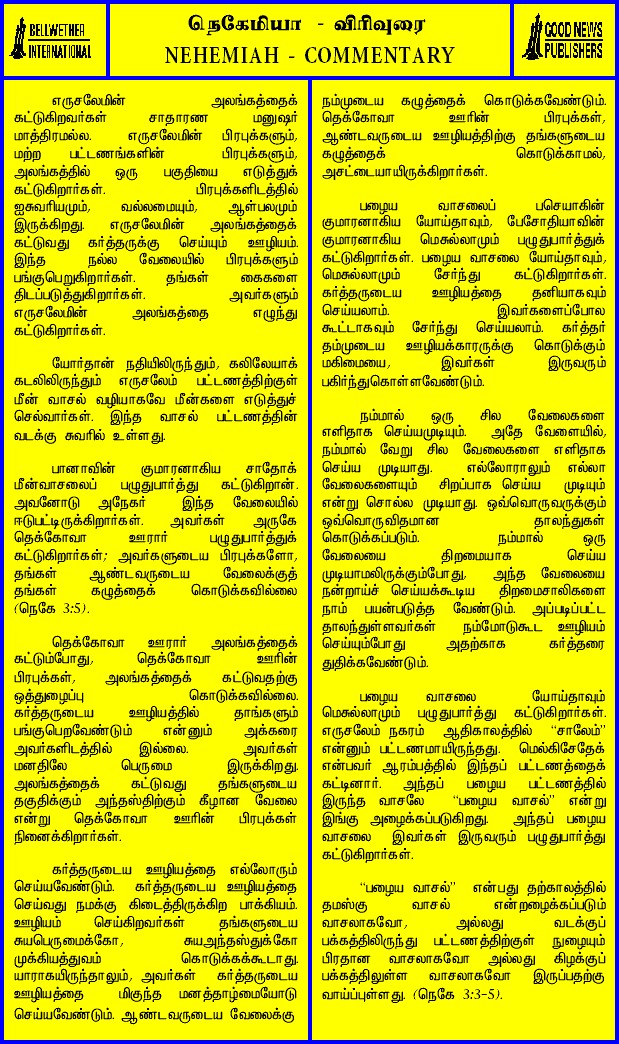 BELLWETHER
INTERNATIONAL
நெகேமியா - விரிவுரை
NEHEMIAH - COMMENTARY
GOOD NEWS
PUBLISHERS
எருசலேமின் அலங்கத்தைக்
கட்டுகிறவர்கள் சாதாரண மனுஷர்
மாத்திரமல்ல. எருசலேமின் பிரபுக்களும்,
மற்ற பட்டணங்களின் பிரபுக்களும்,
அலங்கத்தில் ஒரு பகுதியை எடுத்துக்
கட்டுகிறார்கள். பிரபுக்களிடத்தில்
ஐசுவரியமும், வல்லமையும், ஆள்பலமும்
இருக்கிறது. எருசலேமின் அலங்கத்தைக்
கட்டுவது கர்த்தருக்கு செய்யும் ஊழியம்.
இந்த நல்ல வேலையில் பிரபுக்களும்
பங்குபெறுகிறார்கள். தங்கள் கைகளை
திடப்படுத்துகிறார்கள். அவர்களும்
எருசலேமின் அலங்கத்தை எழுந்து
கட்டுகிறார்கள்.
யோர்தான் நதியிலிருந்தும், கலிலேயாக்
கடலிலிருந்தும் எருசலேம் பட்டணத்திற்குள்
மீன் வாசல் வழியாகவே மீன்களை எடுத்துச்
செல்வார்கள். இந்த வாசல் பட்டணத்தின்
வடக்கு சுவரில் உள்ளது.
பானாவின் குமாரனாகிய சாதோக்
மீன்வாசலைப் பழுதுபார்த்து கட்டுகிறான்.
அவனோடு அநேகர் இந்த வேலையில்
ஈடுபட்டிருக்கிறார்கள். அவர்கள் அருகே
தெக்கோவா ஊரார் பழுதுபார்த்துக்
கட்டுகிறார்கள்; அவர்களுடைய பிரபுக்களோ,
தங்கள் ஆண்டவருடைய வேலைக்குத்
தங்கள் கழுத்தைக் கொடுக்கவில்லை
(நெகே 3:5).
தெக்கோவா ஊரார் அலங்கத்தைக்
கட்டும்போது, தெக்கோவா ஊரின்
பிரபுக்கள், அலங்கத்தைக் கட்டுவதற்கு
ஒத்துழைப்பு கொடுக்கவில்லை.
கர்த்தருடைய ஊழியத்தில் தாங்களும்
பங்குபெறவேண்டும் என்னும் அக்கரை
அவர்களிடத்தில் இல்லை. அவர்கள்
மனதிலே பெருமை இருக்கிறது.
அலங்கத்தைக் கட்டுவது தங்களுடைய
தகுதிக்கும் அந்தஸ்திற்கும் கீழான வேலை
என்று தெக்கோவா ஊரின் பிரபுக்கள்
நினைக்கிறார்கள்.
கர்த்தருடைய ஊழியத்தை எல்லோரும்
செய்யவேண்டும். கர்த்தருடைய ஊழியத்தை
செய்வது நமக்கு கிடைத்திருக்கிற பாக்கியம்.
ஊழியம் செய்கிறவர்கள் தங்களுடைய
சுயபெருமைக்கோ, சுயஅந்தஸ்துக்கோ
முக்கியத்துவம் கொடுக்கக்கூடாது.
யாராகயிருந்தாலும், அவர்கள் கர்த்தருடைய
ஊழியத்தை மிகுந்த மனத்தாழ்மையோடு
செய்யவேண்டும். ஆண்டவருடைய வேலைக்கு
நம்முடைய கழுத்தைக் கொடுக்கவேண்டும்.
தெக்கோவா ஊரின் பிரபுக்கள்,
ஆண்டவருடைய ஊழியத்திற்கு தங்களுடைய
கழுத்தைக் கொடுக்காமல்,
அசட்டையாயிருக்கிறார்கள்.
பழைய வாசலைப் பசெயாகின்
குமாரனாகிய யோய்தாவும், பேசோதியாவின்
குமாரனாகிய மெசுல்லாமும் பழுதுபார்த்துக்
கட்டுகிறார்கள். பழைய வாசலை யோய்தாவும்,
மெசுல்லாமும் சேர்ந்து கட்டுகிறார்கள்.
கர்த்தருடைய ஊழியத்தை தனியாகவும்
செய்யலாம். இவர்களைப்போல
கூட்டாகவும் சேர்ந்து செய்யலாம். கர்த்தர்
தம்முடைய ஊழியக்காரருக்கு கொடுக்கும்
மகிமையை, இவர்கள் இருவரும்
பகிர்ந்துகொள்ளவேண்டும்.
நம்மால் ஒரு சில வேலைகளை
எளிதாக செய்யமுடியும். அதே வேளையில்,
நம்மால் வேறு சில வேலைகளை எளிதாக
செய்ய முடியாது. எல்லோராலும் எல்லா
வேலைகளையும் சிறப்பாக செய்ய முடியும்
என்று சொல்ல முடியாது. ஒவ்வொருவருக்கும்
ஒவ்வொருவிதமான தாலந்துகள்
கொடுக்கப்படும். நம்மால் ஒரு
வேலையை திறமையாக செய்ய
முடியாமலிருக்கும்போது, அந்த வேலையை
நன்றாய்ச் செய்யக்கூடிய திறமைசாலிகளை
நாம் பயன்படுத்த வேண்டும். அப்படிப்பட்ட
தாலந்துள்ளவர்கள் நம்மோடுகூட ஊழியம்
செய்யும்போது அதற்காக கர்த்தரை
துதிக்கவேண்டும்.
பழைய வாசலை யோய்தாவும்
மெசுல்லாமும் பழுதுபார்த்து கட்டுகிறார்கள்.
எருசலேம் நகரம் ஆதிகாலத்தில் “சாலேம்”
என்னும் பட்டணமாயிருந்தது. மெல்கிசேதேக்
என்பவர் ஆரம்பத்தில் இந்தப் பட்டணத்தைக்
கட்டினார். அந்தப் பழைய பட்டணத்தில்
இருந்த வாசலே “பழைய வாசல்” என்று
இங்கு அழைக்கப்படுகிறது. அந்தப் பழைய
வாசலை இவர்கள் இருவரும் பழுதுபார்த்து
கட்டுகிறார்கள்.
“பழைய வாசல்” என்பது தற்காலத்தில்
தமஸ்கு வாசல் என்றழைக்கப்படும்
வாசலாகவோ, அல்லது வடக்குப்
பக்கத்திலிருந்து பட்டணத்திற்குள் நுழையும்
பிரதான வாசலாகவோ அல்லது கிழக்குப்
பக்கத்திலுள்ள வாசலாகவோ இருப்பதற்கு
வாய்ப்புள்ளது. (நெகே 3:3-5).